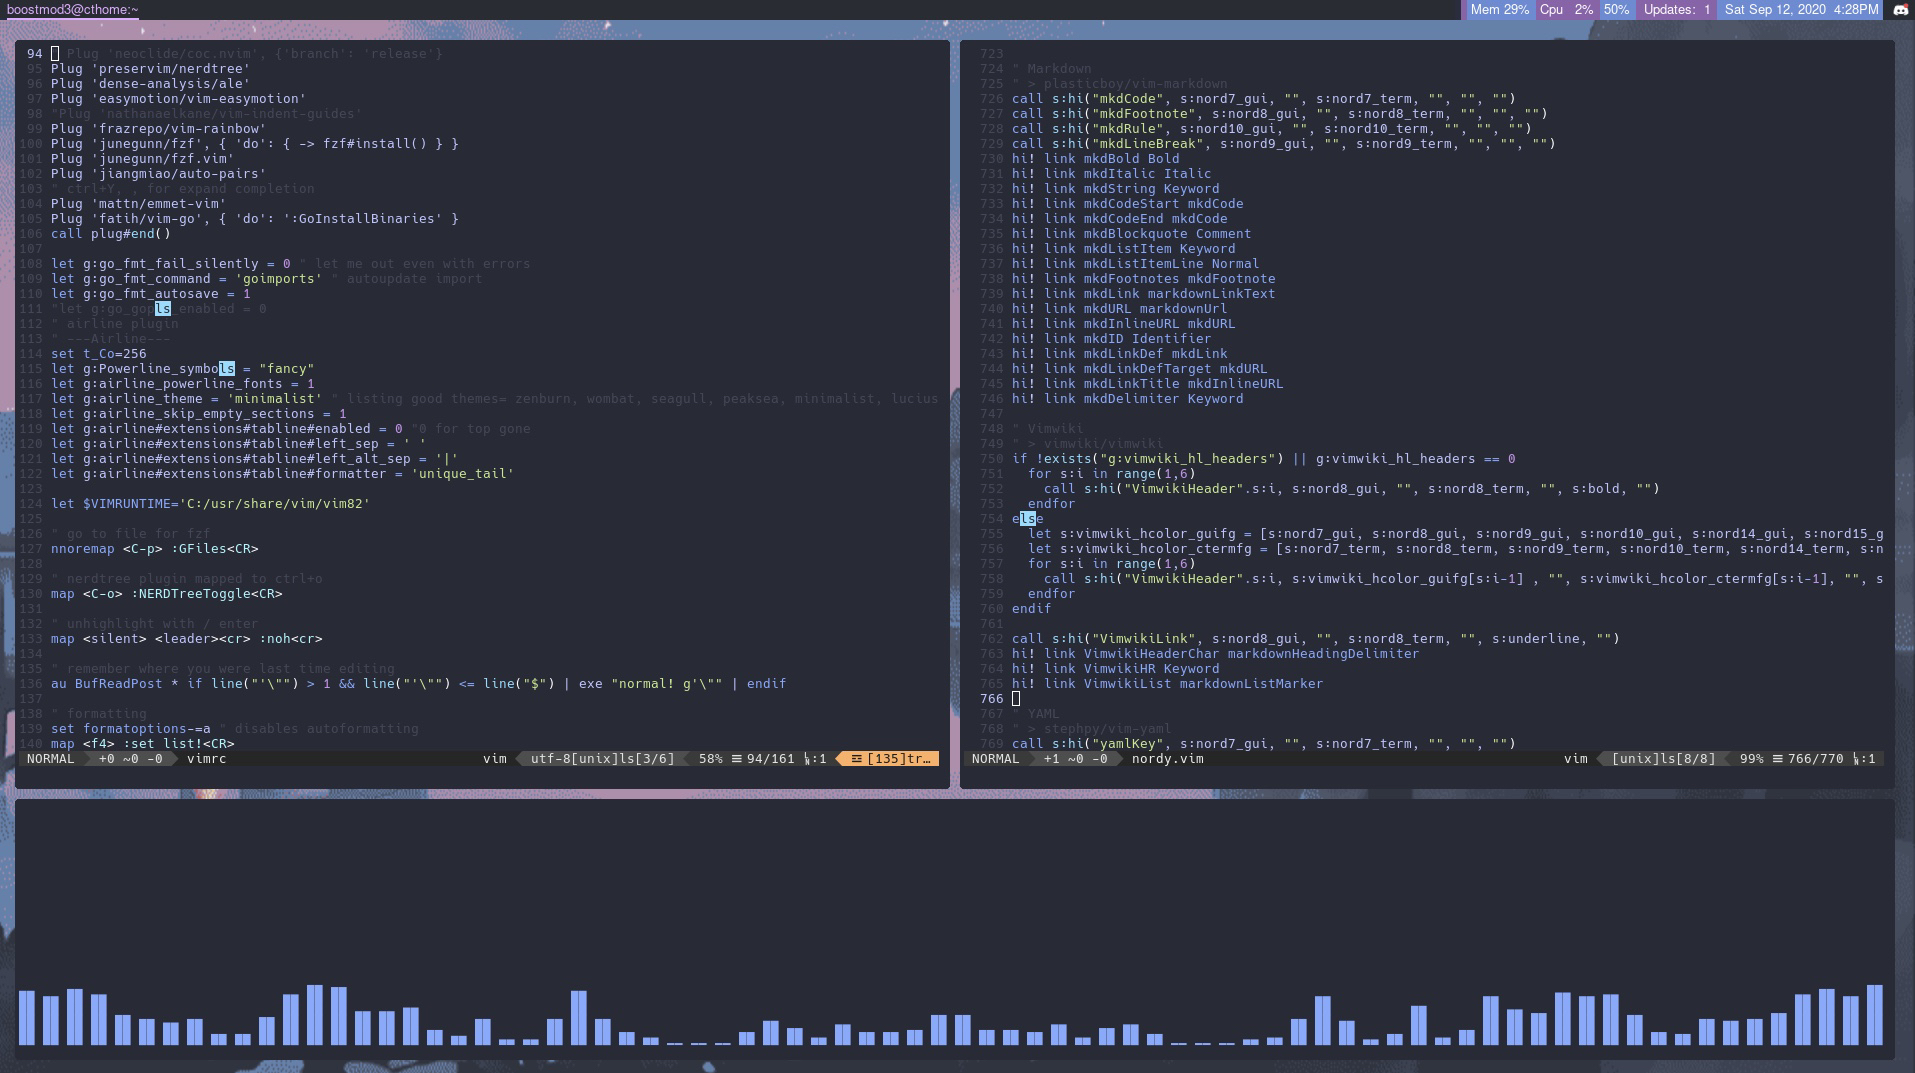 boostmod3@cthome:~
Mem 29% Cpu 2% 50% Updates: 1 Sat Sep 12, 2020 4:28PM
94 " Plug 'neoclide/coc.nvim', {'branch': 'release'}
95 Plug 'preservim/nerdtree'
96 Plug 'dense-analysis/ale'
97 Plug 'easymotion/vim-easymotion'
98 "Plug 'nathanaelkane/vim-indent-guides'
99 Plug 'frazrepo/vim-rainbow'
100 Plug 'junegunn/fzf', { 'do': { -> fzf#install() } }
101 Plug 'junegunn/fzf.vim'
102 Plug 'jiangmiao/auto-pairs'
103 " ctrl+Y, , for expand completion
104 Plug 'mattn/emmet-vim'
105 Plug 'fatih/vim-go', { 'do': ':GoInstallBinaries' }
106 call plug#end()
107
108 let g:go_fmt_fail_silently = 0 " let me out even with errors
109 let g:go_fmt_command = 'goimports' " autoupdate import
110 let g:go_fmt_autosave = 1
111 "let g:go_gopls_enabled = 0
112 " airline plugin
113 " ---Airline---
114 set t_Co=256
115 let g:Powerline_symbols = "fancy"
116 let g:airline_powerline_fonts = 1
117 let g:airline_theme = 'minimalist' " listing good themes= zenburn, wombat, seagull, peaksea, minimalist, lucius
118 let g:airline_skip_empty_sections = 1
119 let g:airline#extensions#tabline#enabled = 0 "0 for top gone
120 let g:airline#extensions#tabline#left_sep = ' '
121 let g:airline#extensions#tabline#left_alt_sep = '|'
122 let g:airline#extensions#tabline#formatter = 'unique_tail'
123
124 let $VIMRUNTIME='C:/usr/share/vim/vim82'
125
126 " go to file for fzf
127 nnoremap <C-p> :GFiles<CR>
128
129 " nerdtree plugin mapped to ctrl+o
130 map <C-o> :NERDTreeToggle<CR>
131
132 " unhighlight with / enter
133 map <silent> <leader><cr> :noh<cr>
134
135 " remember where you were last time editing
136 au BufReadPost * if line("'\"") > 1 && line("'\"") <= line("$") | exe "normal! g'\"" | endif
137
138 " formatting
139 set formatoptions-=a " disables autoformatting
140 map <f4> :set list!<CR>
NORMAL +0 ~0 -0 vimrc vim utf-8[unix]ls[3/6] 58% ☰ 94/161 :1 [135]tr…
723
724 " Markdown
725 " > plasticboy/vim-markdown
726 call s:hi("mkdCode", s:nord7_gui, "", s:nord7_term, "", "", "")
727 call s:hi("mkdFootnote", s:nord8_gui, "", s:nord8_term, "", "", "")
728 call s:hi("mkdRule", s:nord10_gui, "", s:nord10_term, "", "", "")
729 call s:hi("mkdLineBreak", s:nord9_gui, "", s:nord9_term, "", "", "")
730 hi! link mkdBold Bold
731 hi! link mkdItalic Italic
732 hi! link mkdString Keyword
733 hi! link mkdCodeStart mkdCode
734 hi! link mkdCodeEnd mkdCode
735 hi! link mkdBlockquote Comment
736 hi! link mkdListItem Keyword
737 hi! link mkdListItemLine Normal
738 hi! link mkdFootnotes mkdFootnote
739 hi! link mkdLink markdownLinkText
740 hi! link mkdURL markdownUrl
741 hi! link mkdInlineURL mkdURL
742 hi! link mkdID Identifier
743 hi! link mkdLinkDef mkdLink
744 hi! link mkdLinkDefTarget mkdURL
745 hi! link mkdLinkTitle mkdInlineURL
746 hi! link mkdDelimiter Keyword
747
748 " Vimwiki
749 " > vimwiki/vimwiki
750 if !exists("g:vimwiki_hl_headers") || g:vimwiki_hl_headers == 0
751 for s:i in range(1,6)
752 call s:hi("VimwikiHeader".s:i, s:nord8_gui, "", s:nord8_term, "", s:bold, "")
753 endfor
754 else
755 let s:vimwiki_hcolor_guifg = [s:nord7_gui, s:nord8_gui, s:nord9_gui, s:nord10_gui, s:nord14_gui, s:nord15_g
756 let s:vimwiki_hcolor_ctermfg = [s:nord7_term, s:nord8_term, s:nord9_term, s:nord10_term, s:nord14_term, s:n
757 for s:i in range(1,6)
758 call s:hi("VimwikiHeader".s:i, s:vimwiki_hcolor_guifg[s:i-1] , "", s:vimwiki_hcolor_ctermfg[s:i-1], "", s
759 endfor
760 endif
761
762 call s:hi("VimwikiLink", s:nord8_gui, "", s:nord8_term, "", s:underline, "")
763 hi! link VimwikiHeaderChar markdownHeadingDelimiter
764 hi! link VimwikiHR Keyword
765 hi! link VimwikiList markdownListMarker
766
767 " YAML
768 " > stephpy/vim-yaml
769 call s:hi("yamlKey", s:nord7_gui, "", s:nord7_term, "", "", "")
NORMAL +1 ~0 -0 nordy.vim vim [unix]ls[8/8] 99% ☰ 766/770 :1